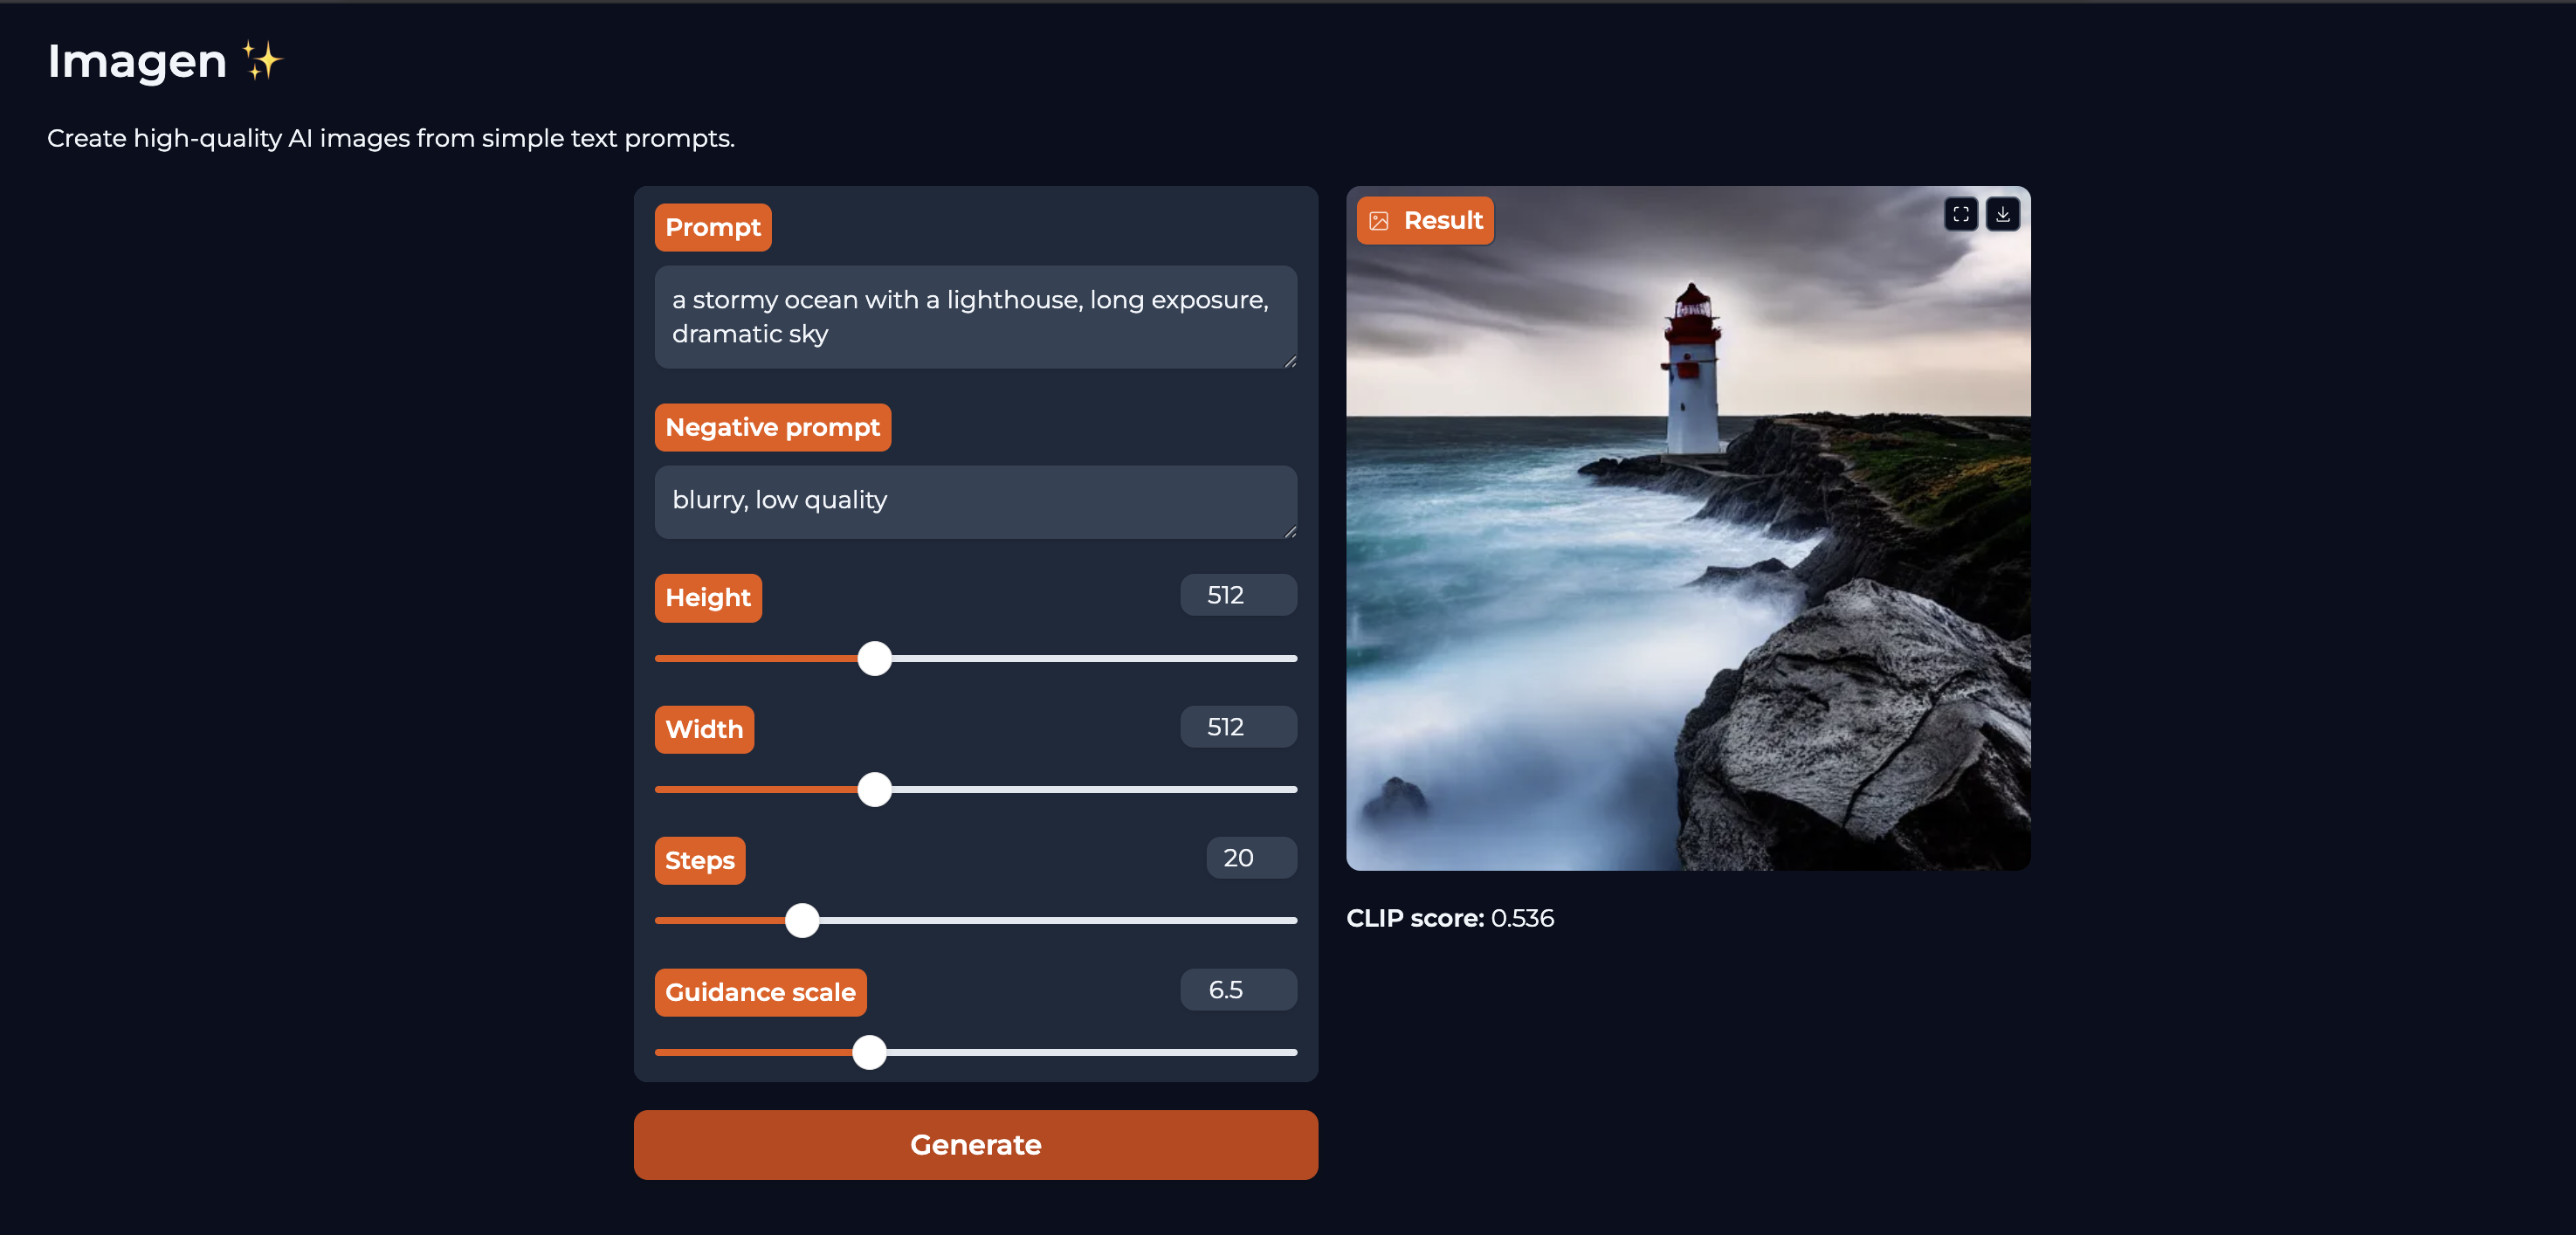 Imagen ✨
Create high-quality AI images from simple text prompts.
Prompt
a stormy ocean with a lighthouse, long exposure,
dramatic sky
Negative prompt
blurry, low quality
Height
512
Width
512
Steps
20
Guidance scale
6.5
Generate
Result
CLIP score: 0.536